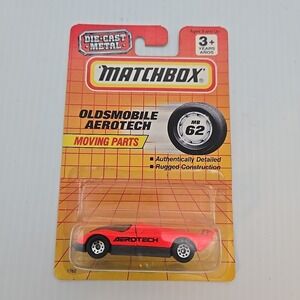 DIE-CAST
METAL
3+
YEARS
AÑOS
MATCHBOX
OLDSMOBILE
AEROTECH
MB
62
MOVING PARTS
Authentically Detailed
Rugged Construction
AEROTECH